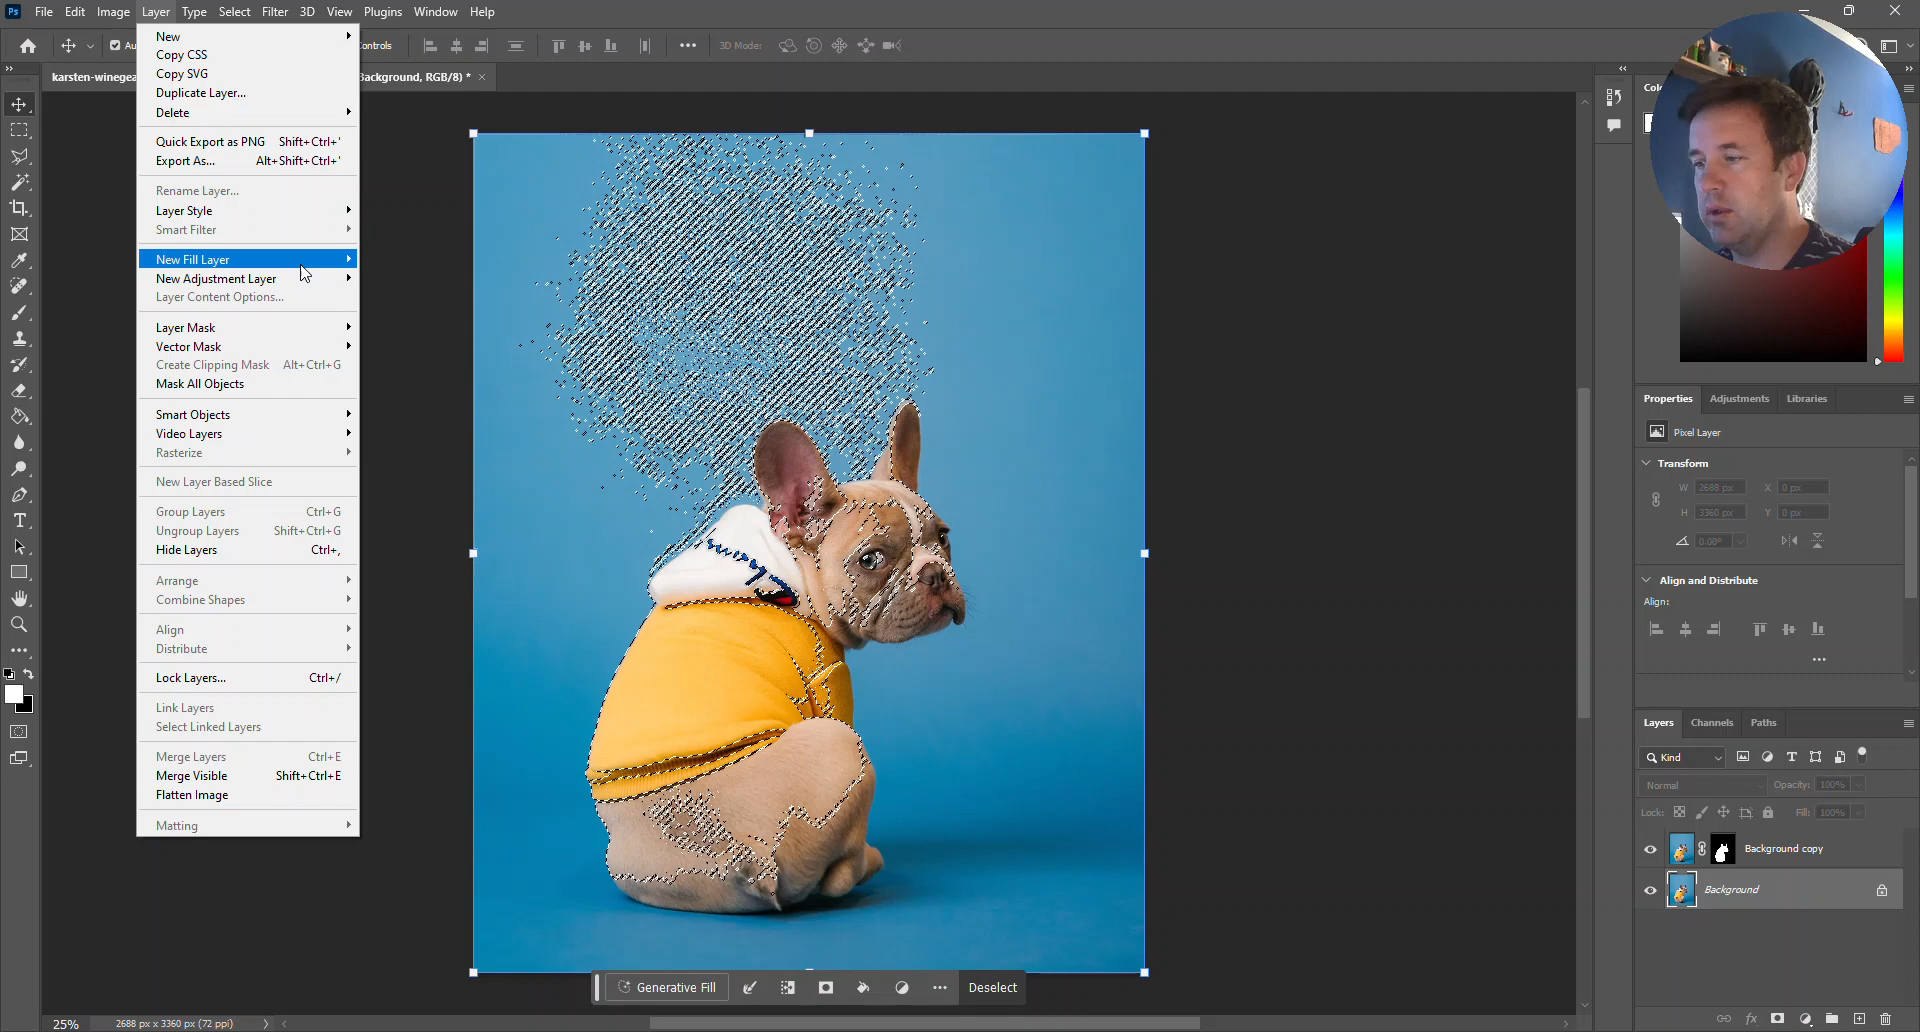 Ps File Edit Image Layer Type Select Filter 3D View Plugins Window Help
Au
ontrols
3D Mode:
karsten-winegea
Background, RGB/8) *
New
Copy CSS
Copy SVG
Duplicate Layer...
Delete
Quick Export as PNG Shift+Ctrl+'
Export As... Alt+Shift+Ctrl+'
Rename Layer...
Layer Style
Smart Filter
New Fill Layer
New Adjustment Layer
Layer Content Options...
Layer Mask
Vector Mask
Create Clipping Mask Alt+Ctrl+G
Mask All Objects
Smart Objects
Video Layers
Rasterize
New Layer Based Slice
Group Layers Ctrl+G
Ungroup Layers Shift+Ctrl+G
Hide Layers Ctrl+,
Arrange
Combine Shapes
Align
Distribute
Lock Layers... Ctrl+/
Link Layers
Select Linked Layers
Merge Layers Ctrl+E
Merge Visible Shift+Ctrl+E
Flatten Image
Matting
Generative Fill
Deselect
25% 2688 px x 3360 px (72 ppi)
Colo
Properties Adjustments Libraries
Pixel Layer
Transform
W 2688 px X 0 px
H 3360 px Y 0 px
0.00°
Align and Distribute
Align:
Layers Channels Paths
Kind
Normal Opacity: 100%
Lock: Fill: 100%
Background copy
Background